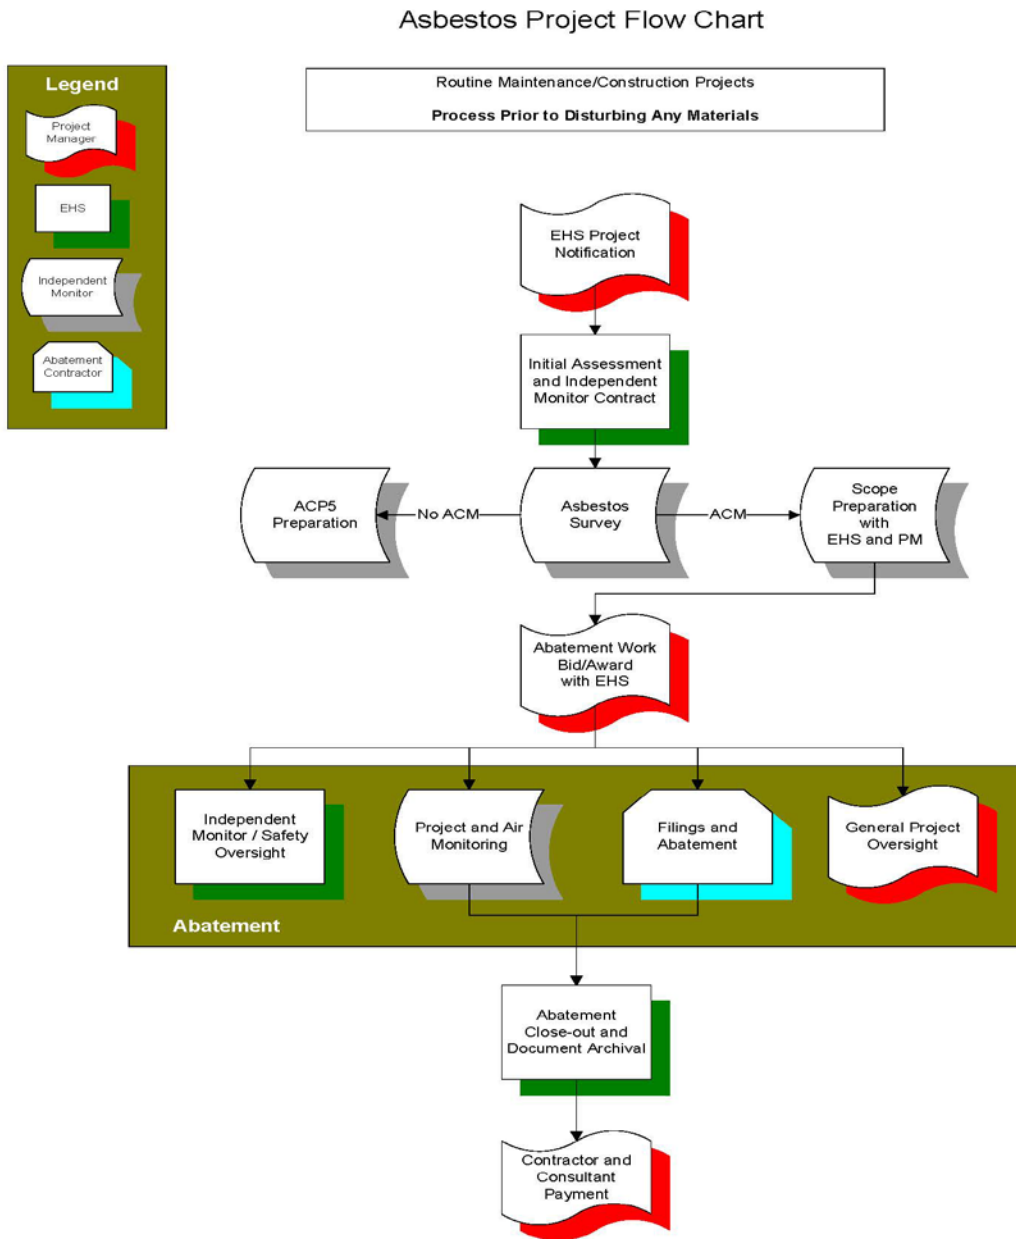 Asbestos Project Flow Chart
Legend
Project
Manager
EHS
Independent
Monitor
Abatement
Contractor
Routine Maintenance/Construction Projects
Process Prior to Disturbing Any Materials
EHS Project
Notification
Initial Assessment
and Independent
Monitor Contract
ACP5
Preparation
No ACM
Asbestos
Survey
ACM
Scope
Preparation
with
EHS and PM
Abatement Work
Bid/Award
with EHS
Independent
Monitor / Safety
Oversight
Project and Air
Monitoring
Filings and
Abatement
General Project
Oversight
Abatement
Abatement
Close-out and
Document Archival
Contractor and
Consultant
Payment